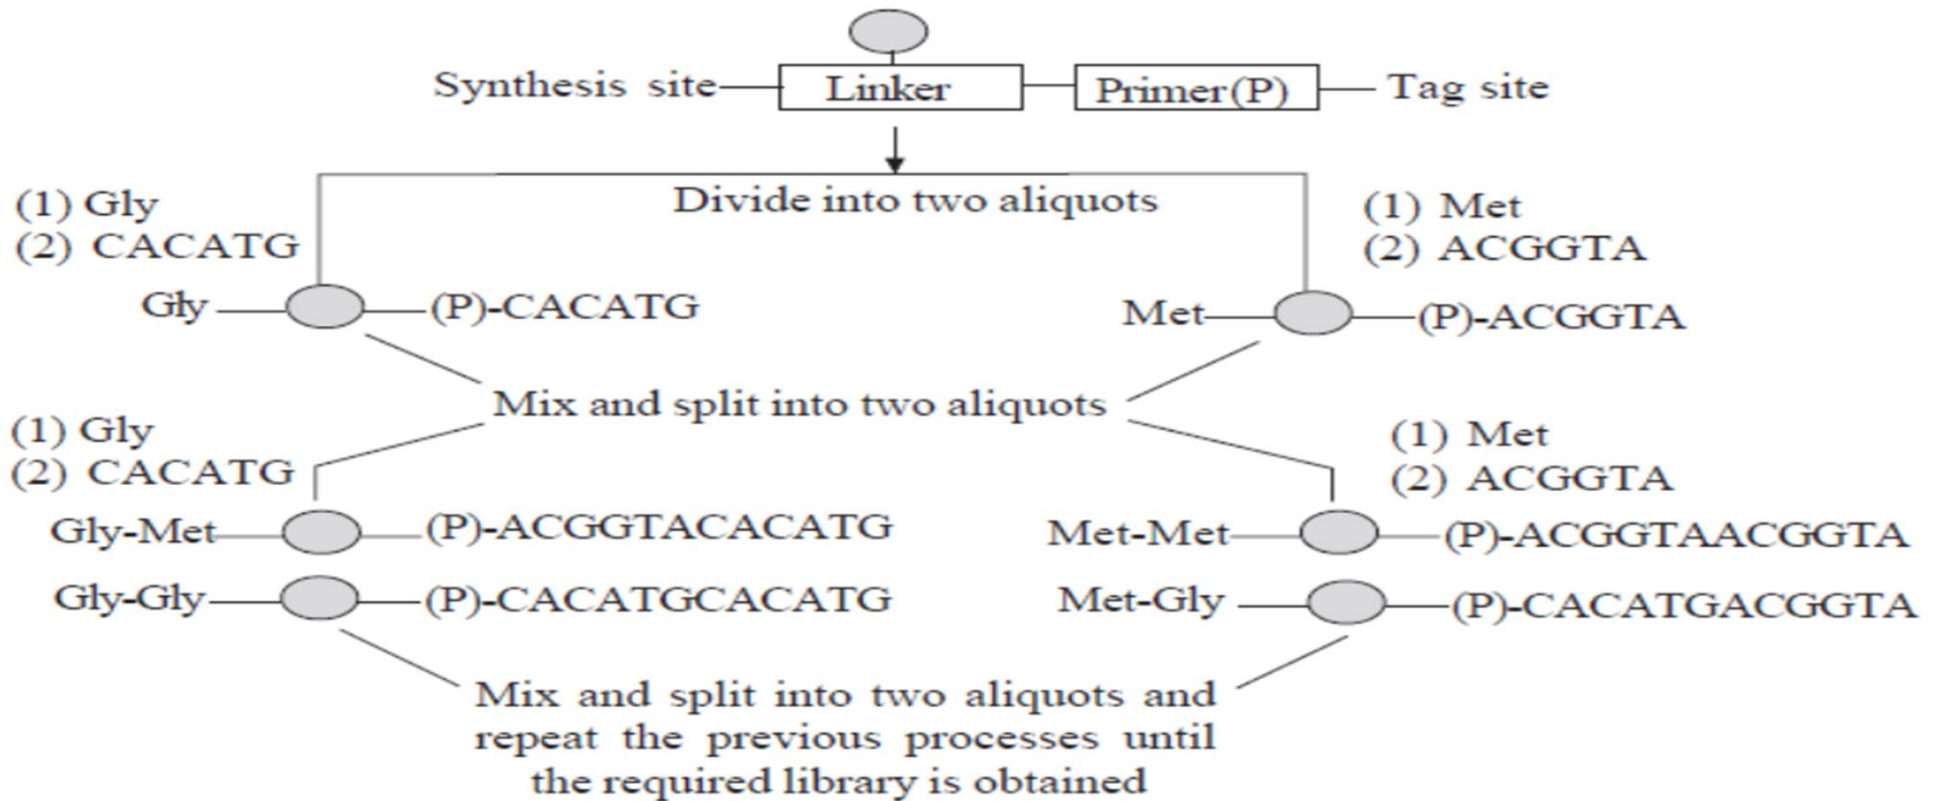 Synthesis site Linker Primer(P) Tag site
Divide into two aliquots
(1) Gly
(2) CACATG
(1) Met
(2) ACGGTA
Gly (P)-CACATG
Met (P)-ACGGTA
Mix and split into two aliquots
(1) Gly
(2) CACATG
(1) Met
(2) ACGGTA
Gly-Met (P)-ACGGTACACATG
Met-Met (P)-ACGGTAACGGTA
Gly-Gly (P)-CACATGCACATG
Met-Gly (P)-CACATGACGGTA
Mix and split into two aliquots and
repeat the previous processes until
the required library is obtained